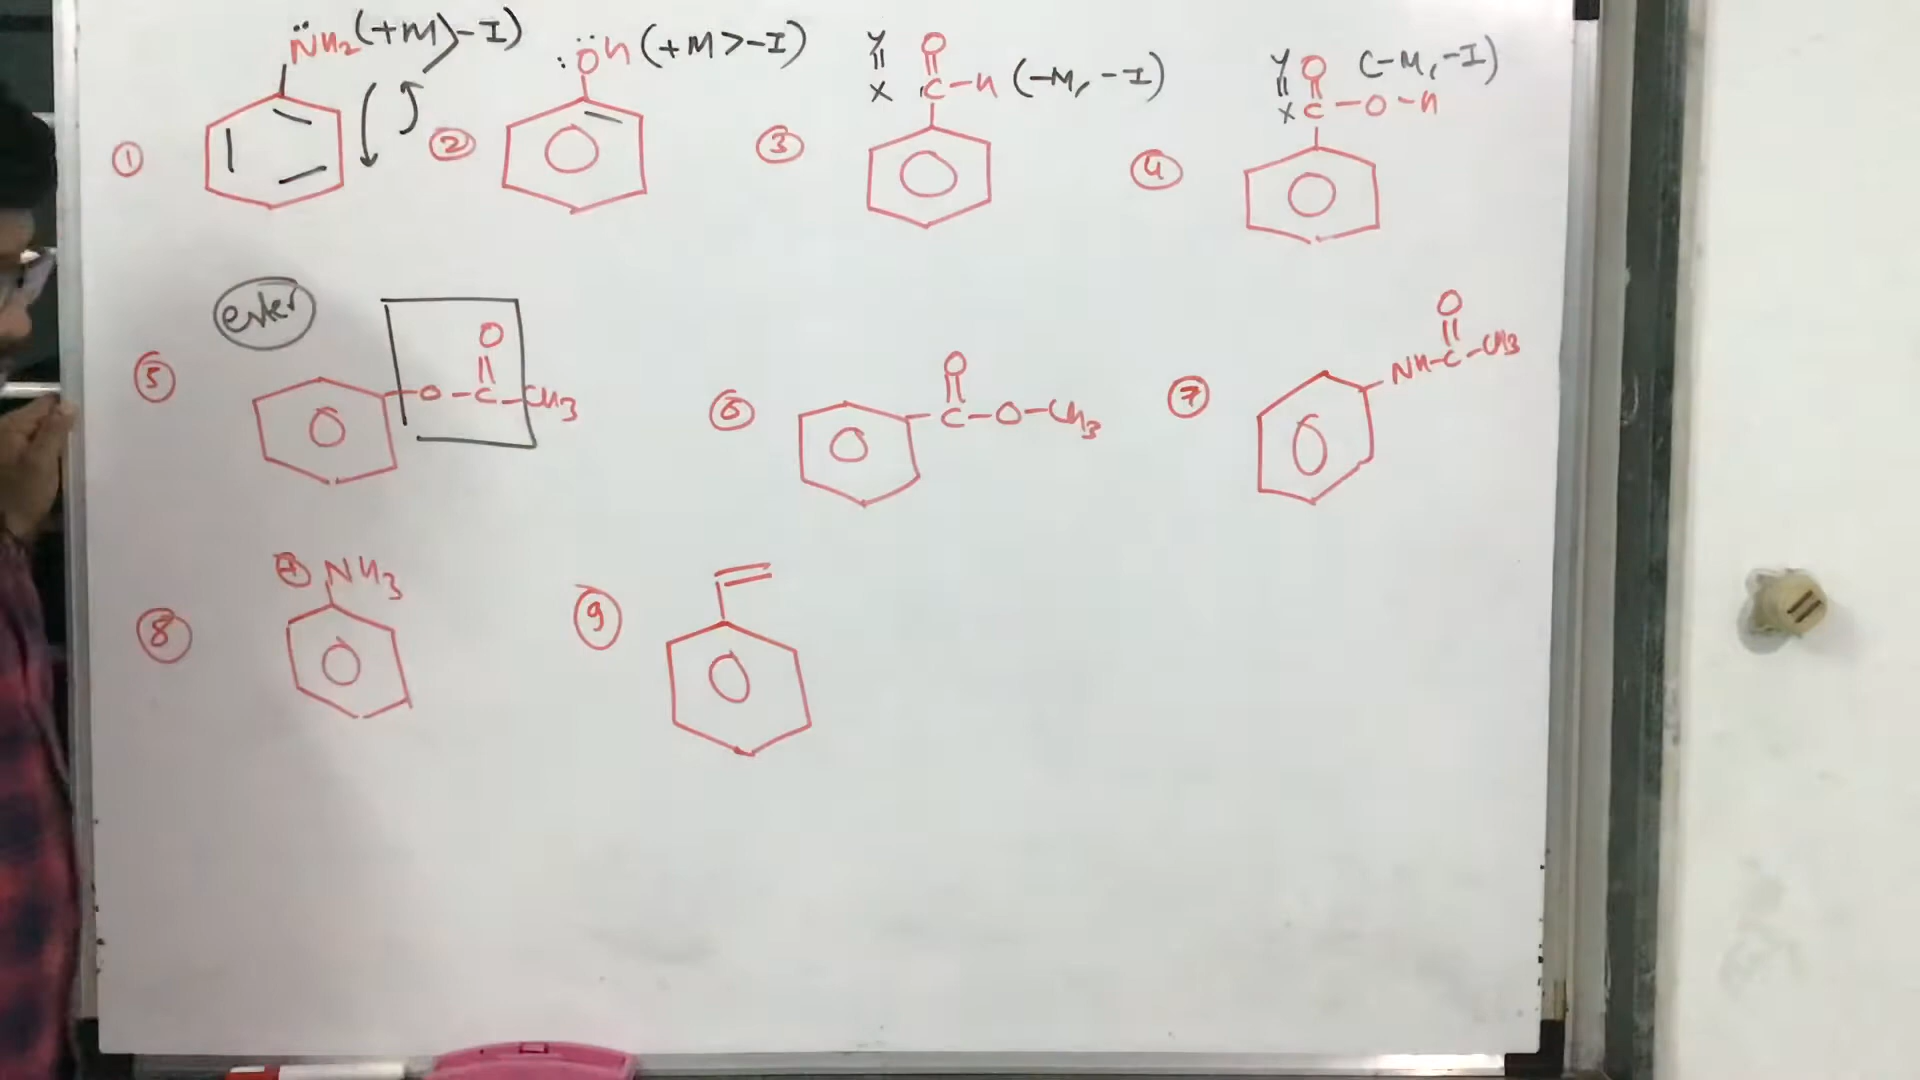 ① N̈H₂ (+M>-I)
② :ÖH (+M>-I)
③ Y=X O=C-H (-M, -I)
④ Y=X O=C-O-H (-M, -I)
ester
⑤ -O-C(=O)-CH₃
⑥ -C(=O)-O-CH₃
⑦ NH-C(=O)-CH₃
⑧ ⊕NH₃
⑨